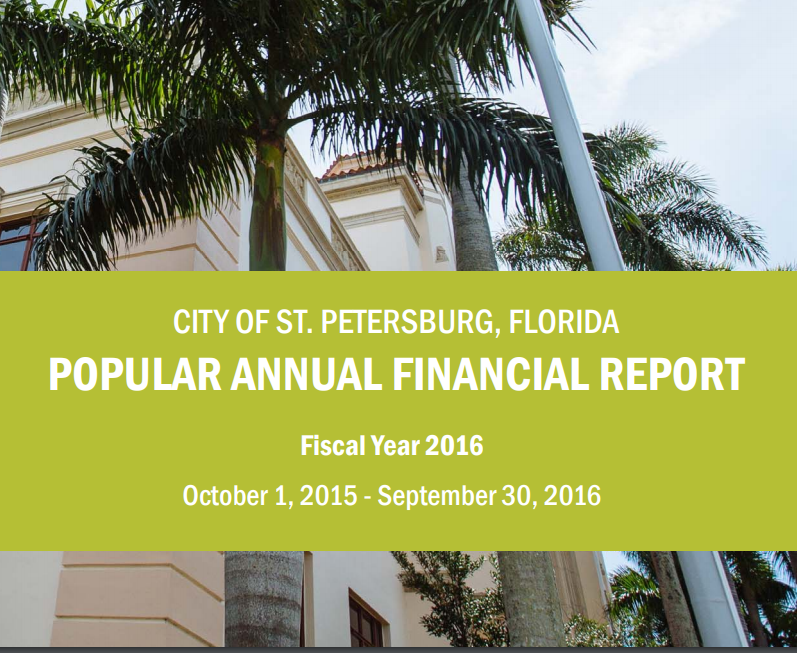 CITY OF ST. PETERSBURG, FLORIDA
POPULAR ANNUAL FINANCIAL REPORT
Fiscal Year 2016
October 1, 2015 - September 30, 2016